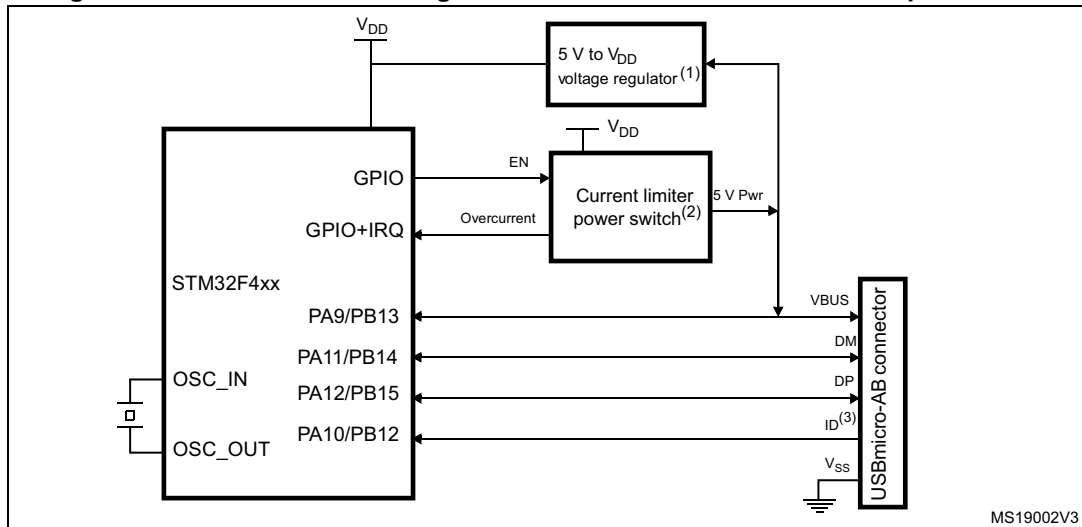 V_DD
5 V to V_DD
voltage regulator (1)
V_DD
GPIO
EN
Current limiter
power switch(2)
5 V Pwr
GPIO+IRQ
Overcurrent
STM32F4xx
PA9/PB13
VBUS
PA11/PB14
DM
OSC_IN
PA12/PB15
DP
PA10/PB12
ID(3)
OSC_OUT
V_SS
USBmicro-AB connector
MS19002V3